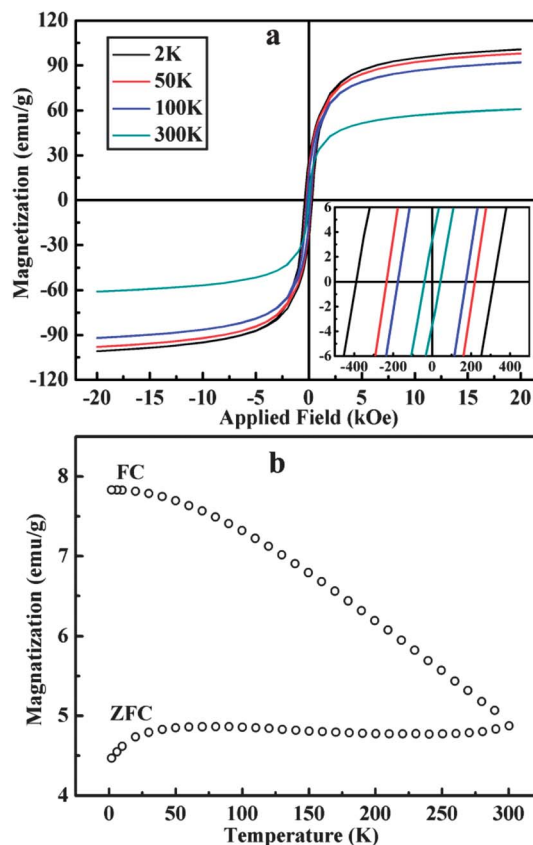 a
2K
50K
100K
300K
120
90
60
30
0
-30
-60
-90
-120
Magnetization (emu/g)
6
4
2
0
-2
-4
-6
-500 -200 0 200 400
-20 -15 -10 -5 0 5 10 15 20
Applied Field (kOe)
b
FC
ZFC
8
7
6
5
4
Magnatization (emu/g)
0 50 100 150 200 250 300
Temperature (K)